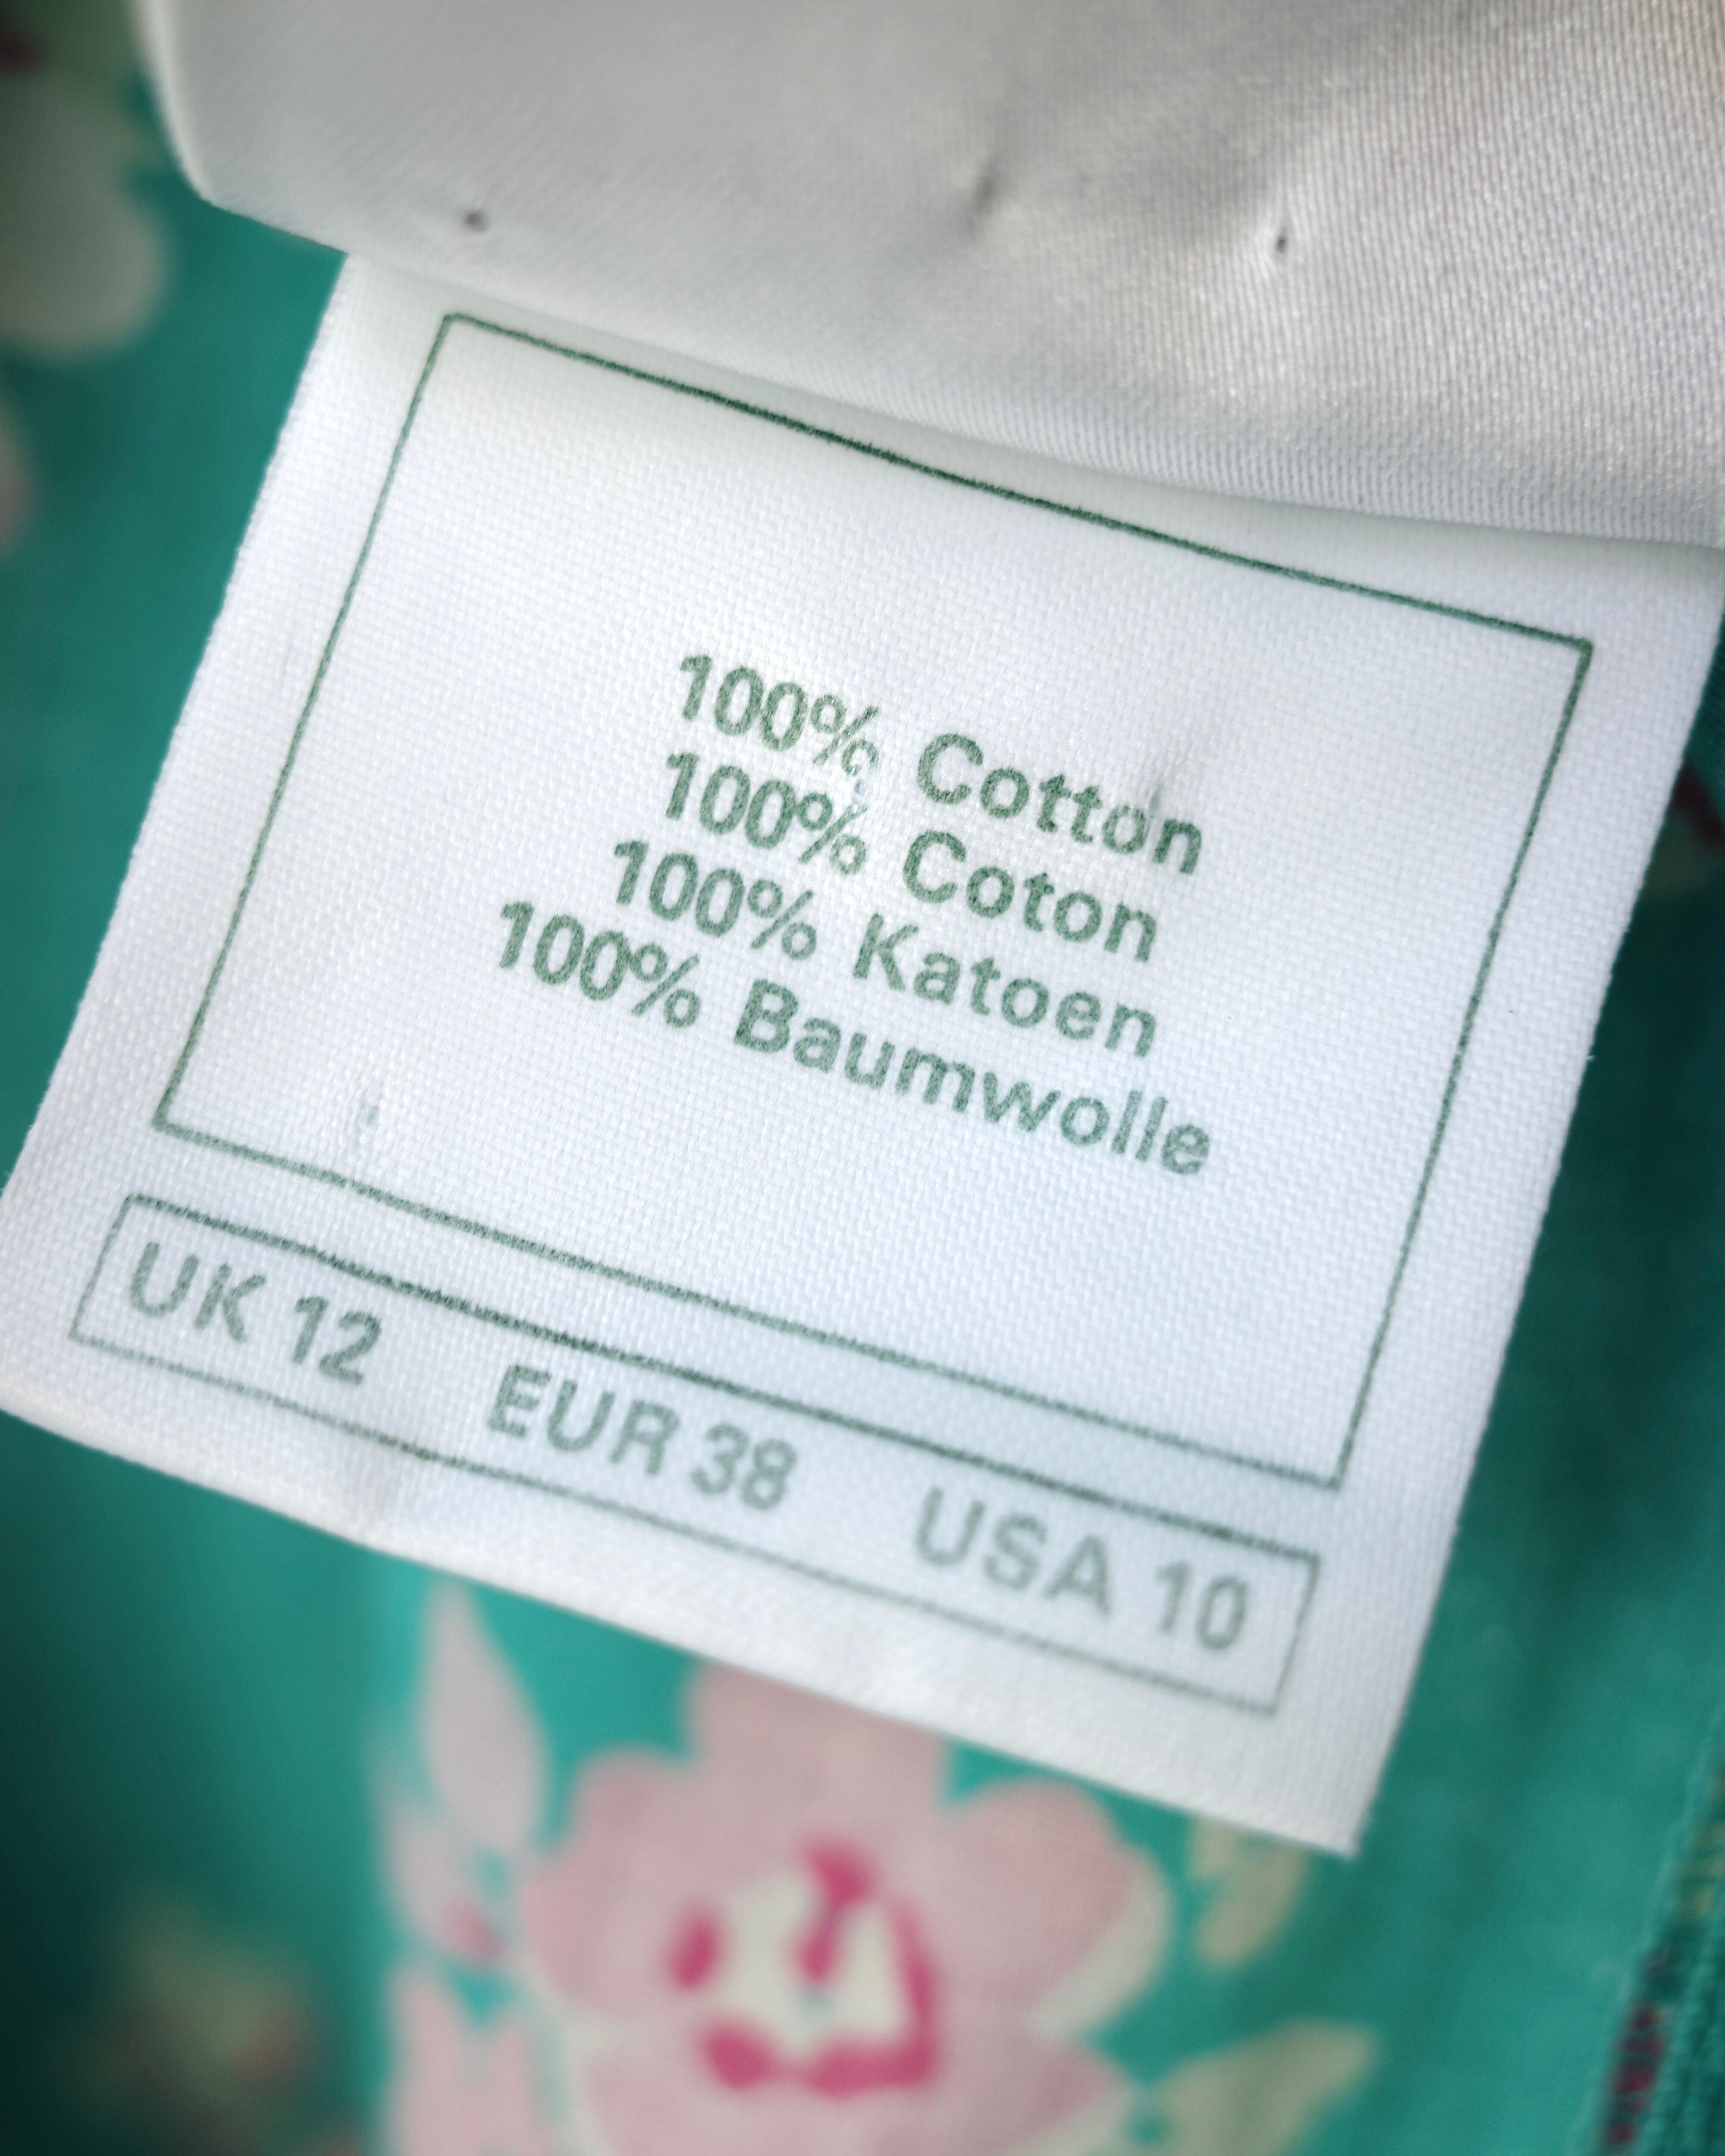 100% Cotton
100% Coton
100% Katoen
100% Baumwolle
UK 12 EUR 38 USA 10